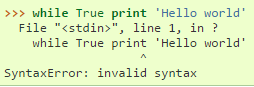 >>> while True print 'Hello world'
  File "<stdin>", line 1, in ?
    while True print 'Hello world'
                   ^
SyntaxError: invalid syntax